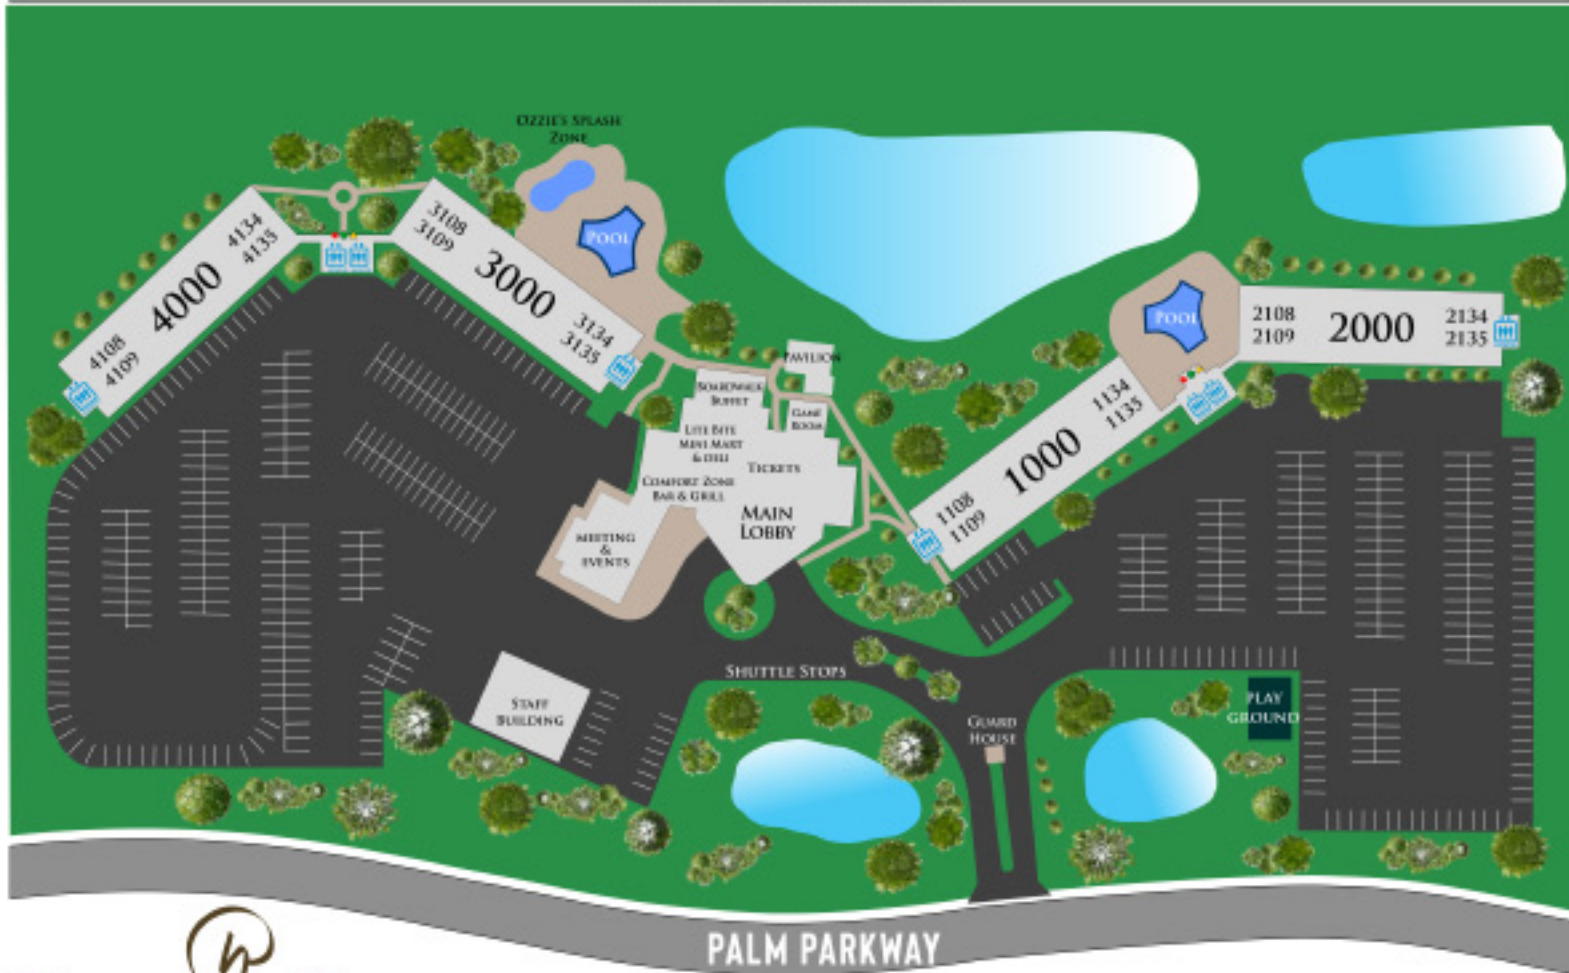 OZZIE'S SPLASH
ZONE
POOL
4134
4135
4000
4108
4109
3108
3109
3000
3134
3135
PAVILION
BOARDWALK
BUFFET
GAME
ROOM
LITE BITE
MINI MART
& DELI
TICKETS
COMFORT ZONE
BAR & GRILL
MAIN
LOBBY
MEETING
&
EVENTS
POOL
2108
2109
2000
2134
2135
1134
1135
1000
1108
1109
SHUTTLE STOPS
STAFF
BUILDING
GUARD
HOUSE
PLAY
GROUND
PALM PARKWAY